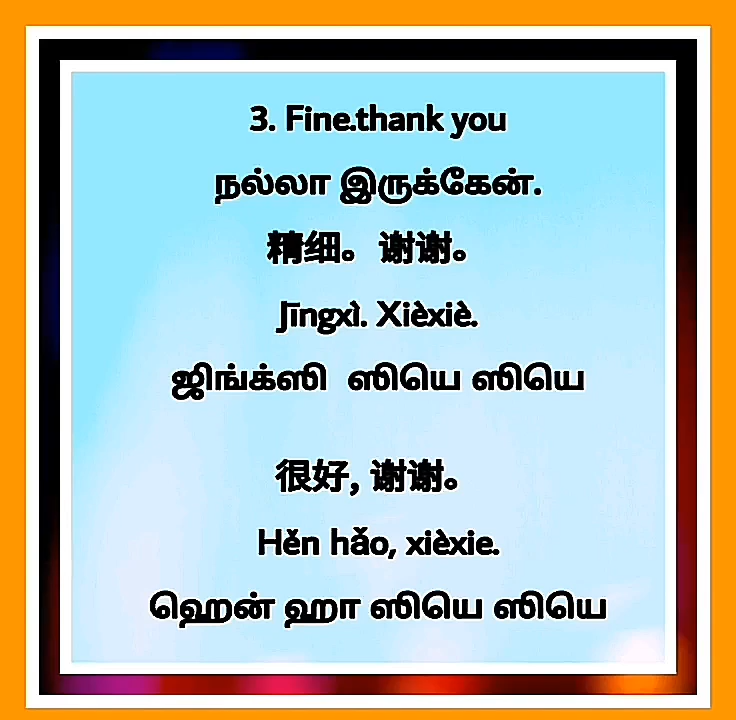 3. Fine.thank you
நல்லா இருக்கேன்.
精细。谢谢。
Jīngxì. Xièxiè.
ஜிங்க்ஸி ஸியெ ஸியெ
很好, 谢谢。
Hěn hǎo, xièxie.
ஹென் ஹா ஸியெ ஸியெ